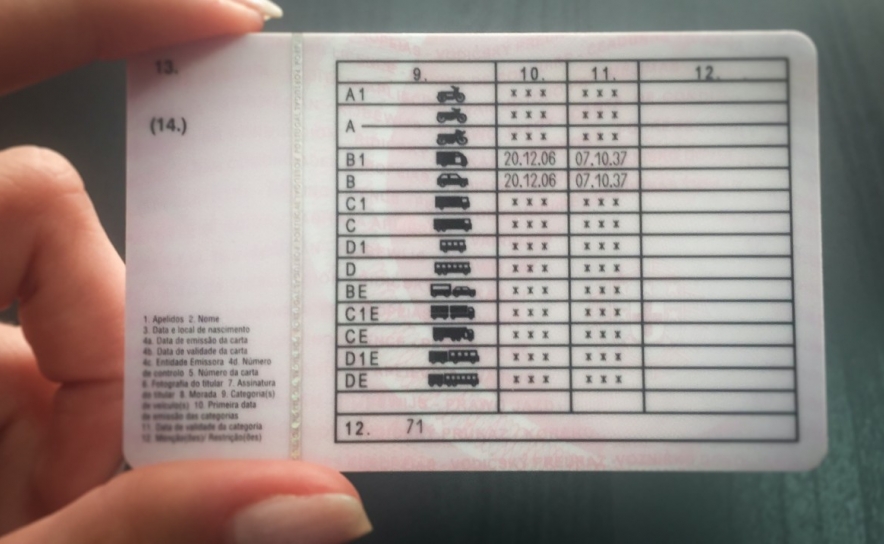 13.
(14.)
9. 10. 11. 12.
A1 x x x x x x
x x x x x x
A
x x x x x x
B1 20.12.06 07.10.37
B 20.12.06 07.10.37
C1 x x x x x x
C x x x x x x
D1 x x x x x x
D x x x x x x
BE x x x x x x
C1E x x x x x x
CE x x x x x x
D1E x x x x x x
DE x x x x x x
12. 71
1. Apelidos 2. Nome
3. Data e local de nascimento
4a. Data de emissão da carta
4b. Data de validade da carta
4c. Entidade Emissora 4d. Número
de controlo 5. Número da carta
6. Fotografia do titular 7. Assinatura
do titular 8. Morada 9. Categoria(s)
de veículo(s) 10. Primeira data
de emissão das categorias
11. Data de validade da categoria
12. Menção(ões)/ Restrição(ões)